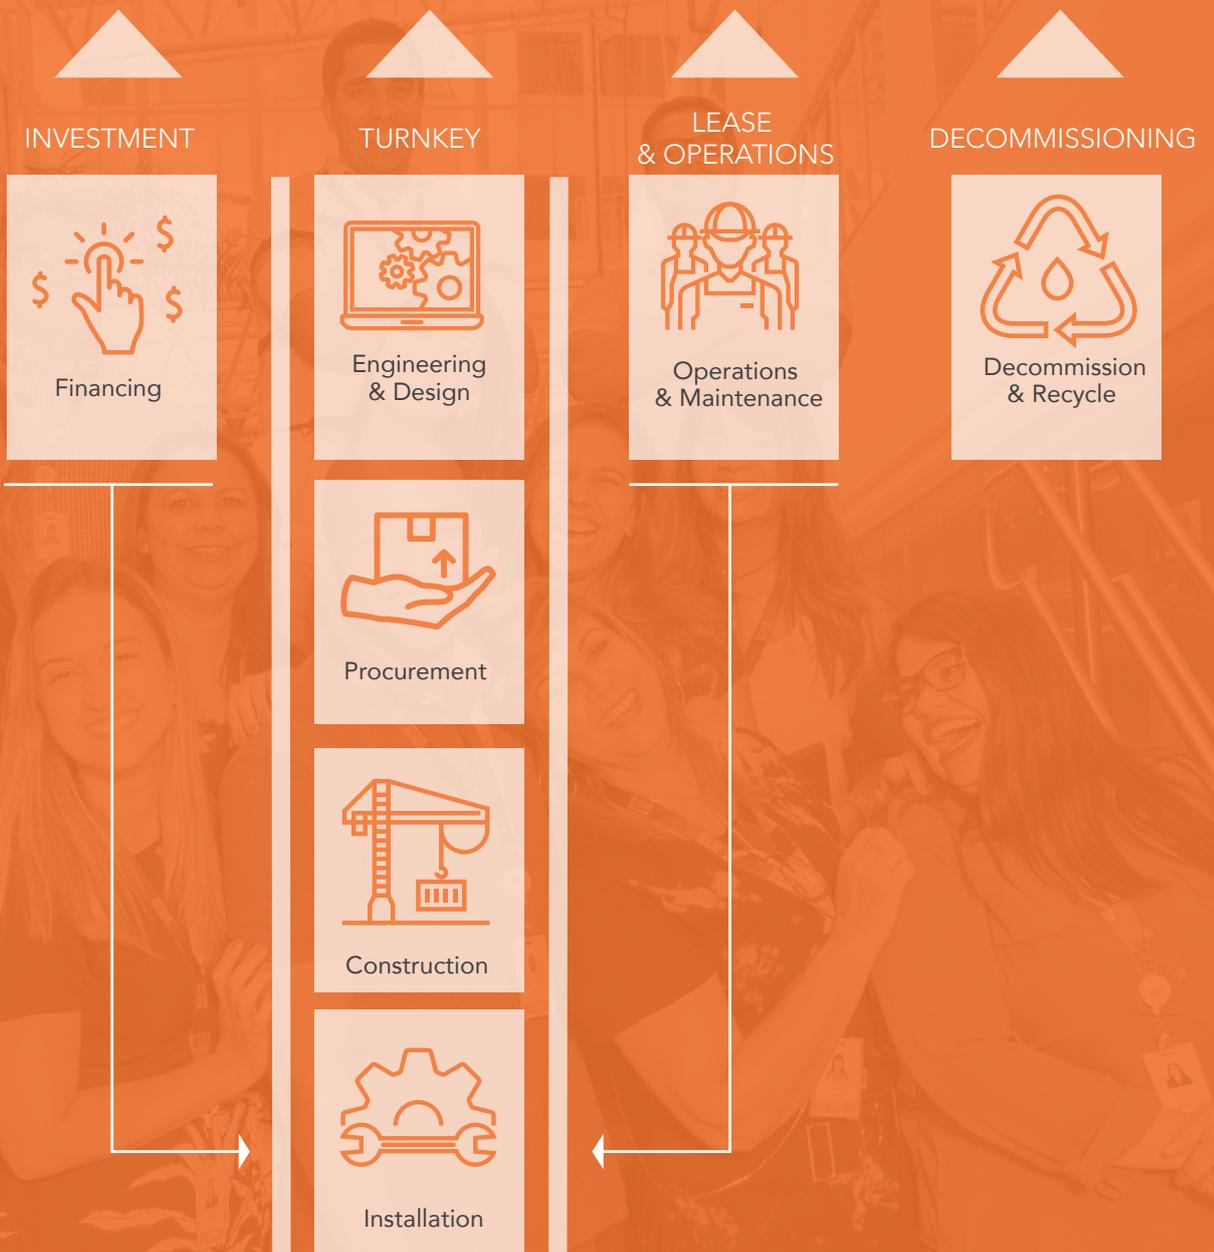 INVESTMENT
TURNKEY
LEASE
& OPERATIONS
DECOMMISSIONING
Financing
Engineering
& Design
Operations
& Maintenance
Decommission
& Recycle
Procurement
Construction
Installation